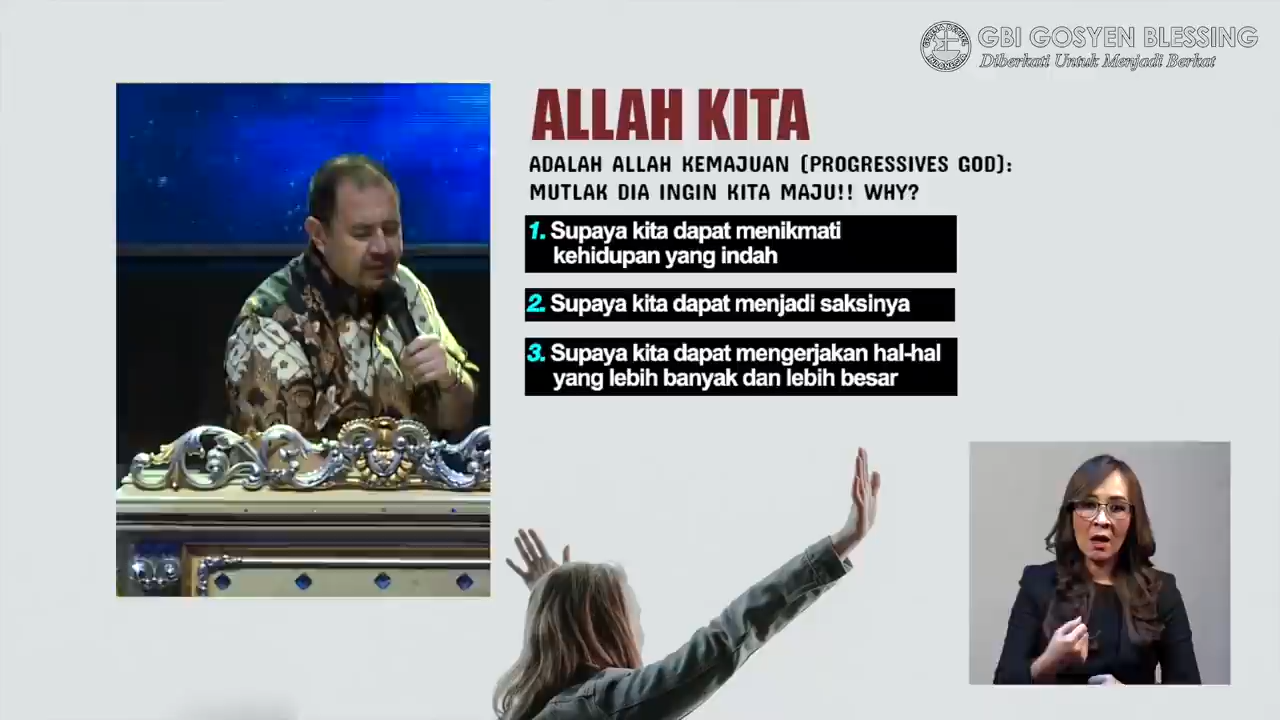 GBI GOSYEN BLESSING
Diberkati Untuk Menjadi Berkat
ALLAH KITA
ADALAH ALLAH KEMAJUAN (PROGRESSIVES GOD):
MUTLAK DIA INGIN KITA MAJU!! WHY?
1. Supaya kita dapat menikmati
kehidupan yang indah
2. Supaya kita dapat menjadi saksinya
3. Supaya kita dapat mengerjakan hal-hal
yang lebih banyak dan lebih besar